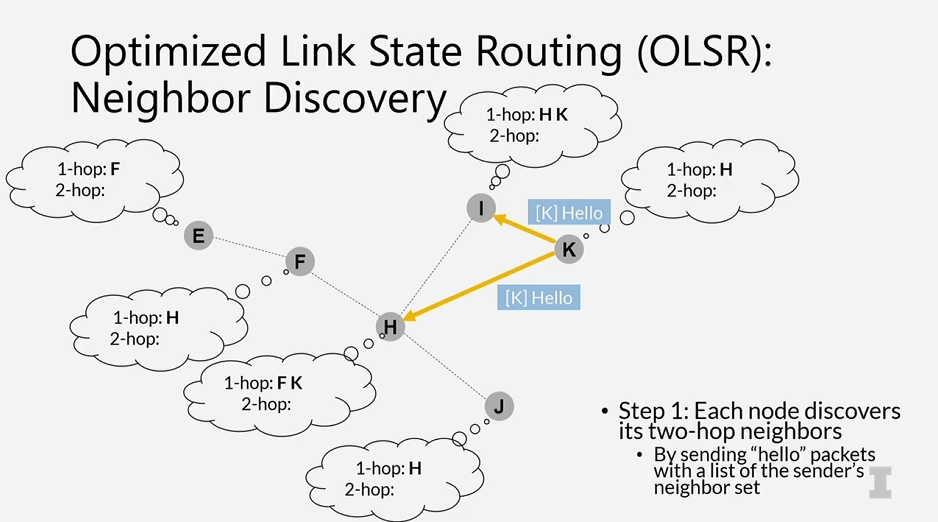 Optimized Link State Routing (OLSR):
Neighbor Discovery
1-hop: H K
2-hop:
1-hop: F
2-hop:
1-hop: H
2-hop:
I
[K] Hello
E
K
F
[K] Hello
1-hop: H
2-hop:
H
1-hop: F K
2-hop:
J
1-hop: H
2-hop:
• Step 1: Each node discovers
its two-hop neighbors
• By sending “hello” packets
with a list of the sender’s
neighbor set
I